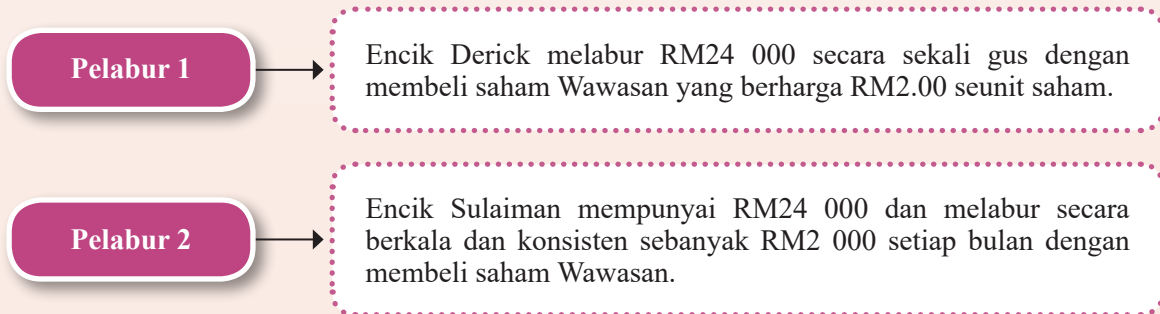 Pelabur 1
Encik Derick melabur RM24 000 secara sekali gus dengan
membeli saham Wawasan yang berharga RM2.00 seunit saham.
Pelabur 2
Encik Sulaiman mempunyai RM24 000 dan melabur secara
berkala dan konsisten sebanyak RM2 000 setiap bulan dengan
membeli saham Wawasan.